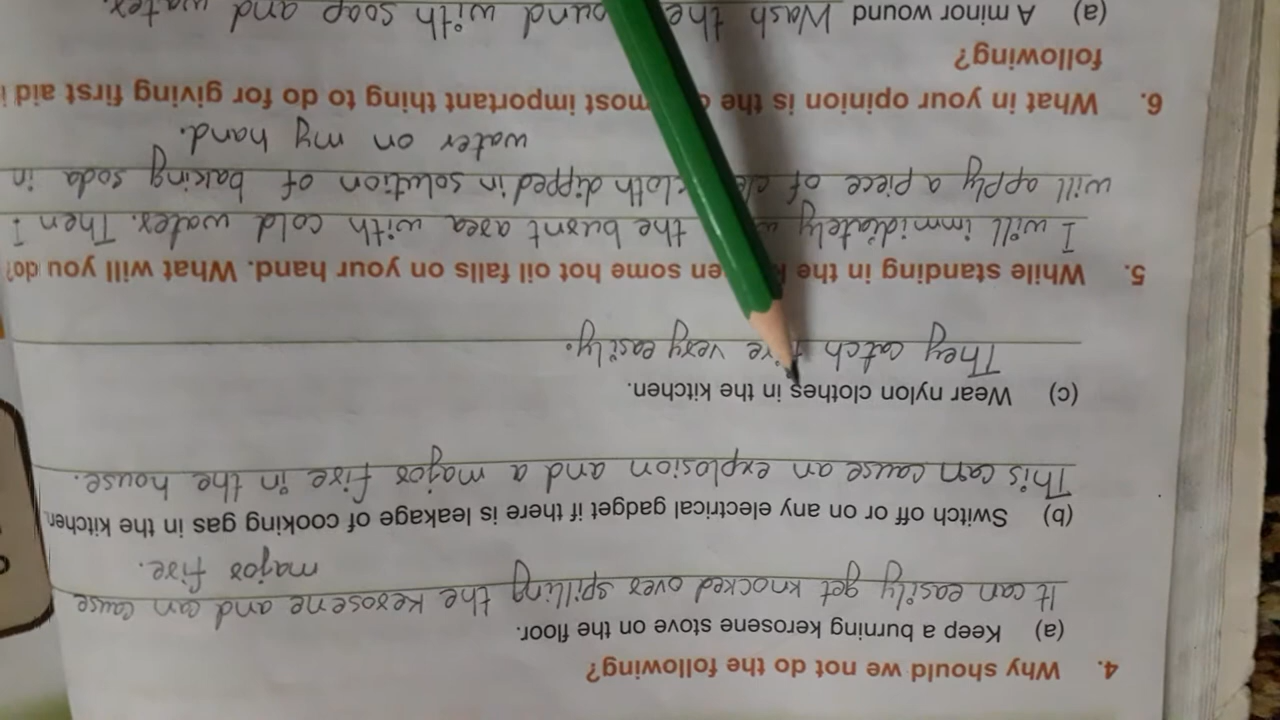 4. Why should we not do the following?
(a) Keep a burning kerosene stove on the floor.
It can easily get knocked over spilling the kerosene and can cause
major fire.
(b) Switch off or on any electrical gadget if there is leakage of cooking gas in the kitchen
This can cause an explosion and a major fire in the house.
(c) Wear nylon clothes in the kitchen.
They catch fire very easily.
5. While standing in the kitchen some hot oil falls on your hand. What will you do?
I will immidiately the burnt area with cold water. Then I
will apply a piece of cloth dipped in solution of baking soda in
water on my hand.
6. What in your opinion is the most important thing to do for giving first aid
following?
(a) A minor wound Wash the wound with soap and water.